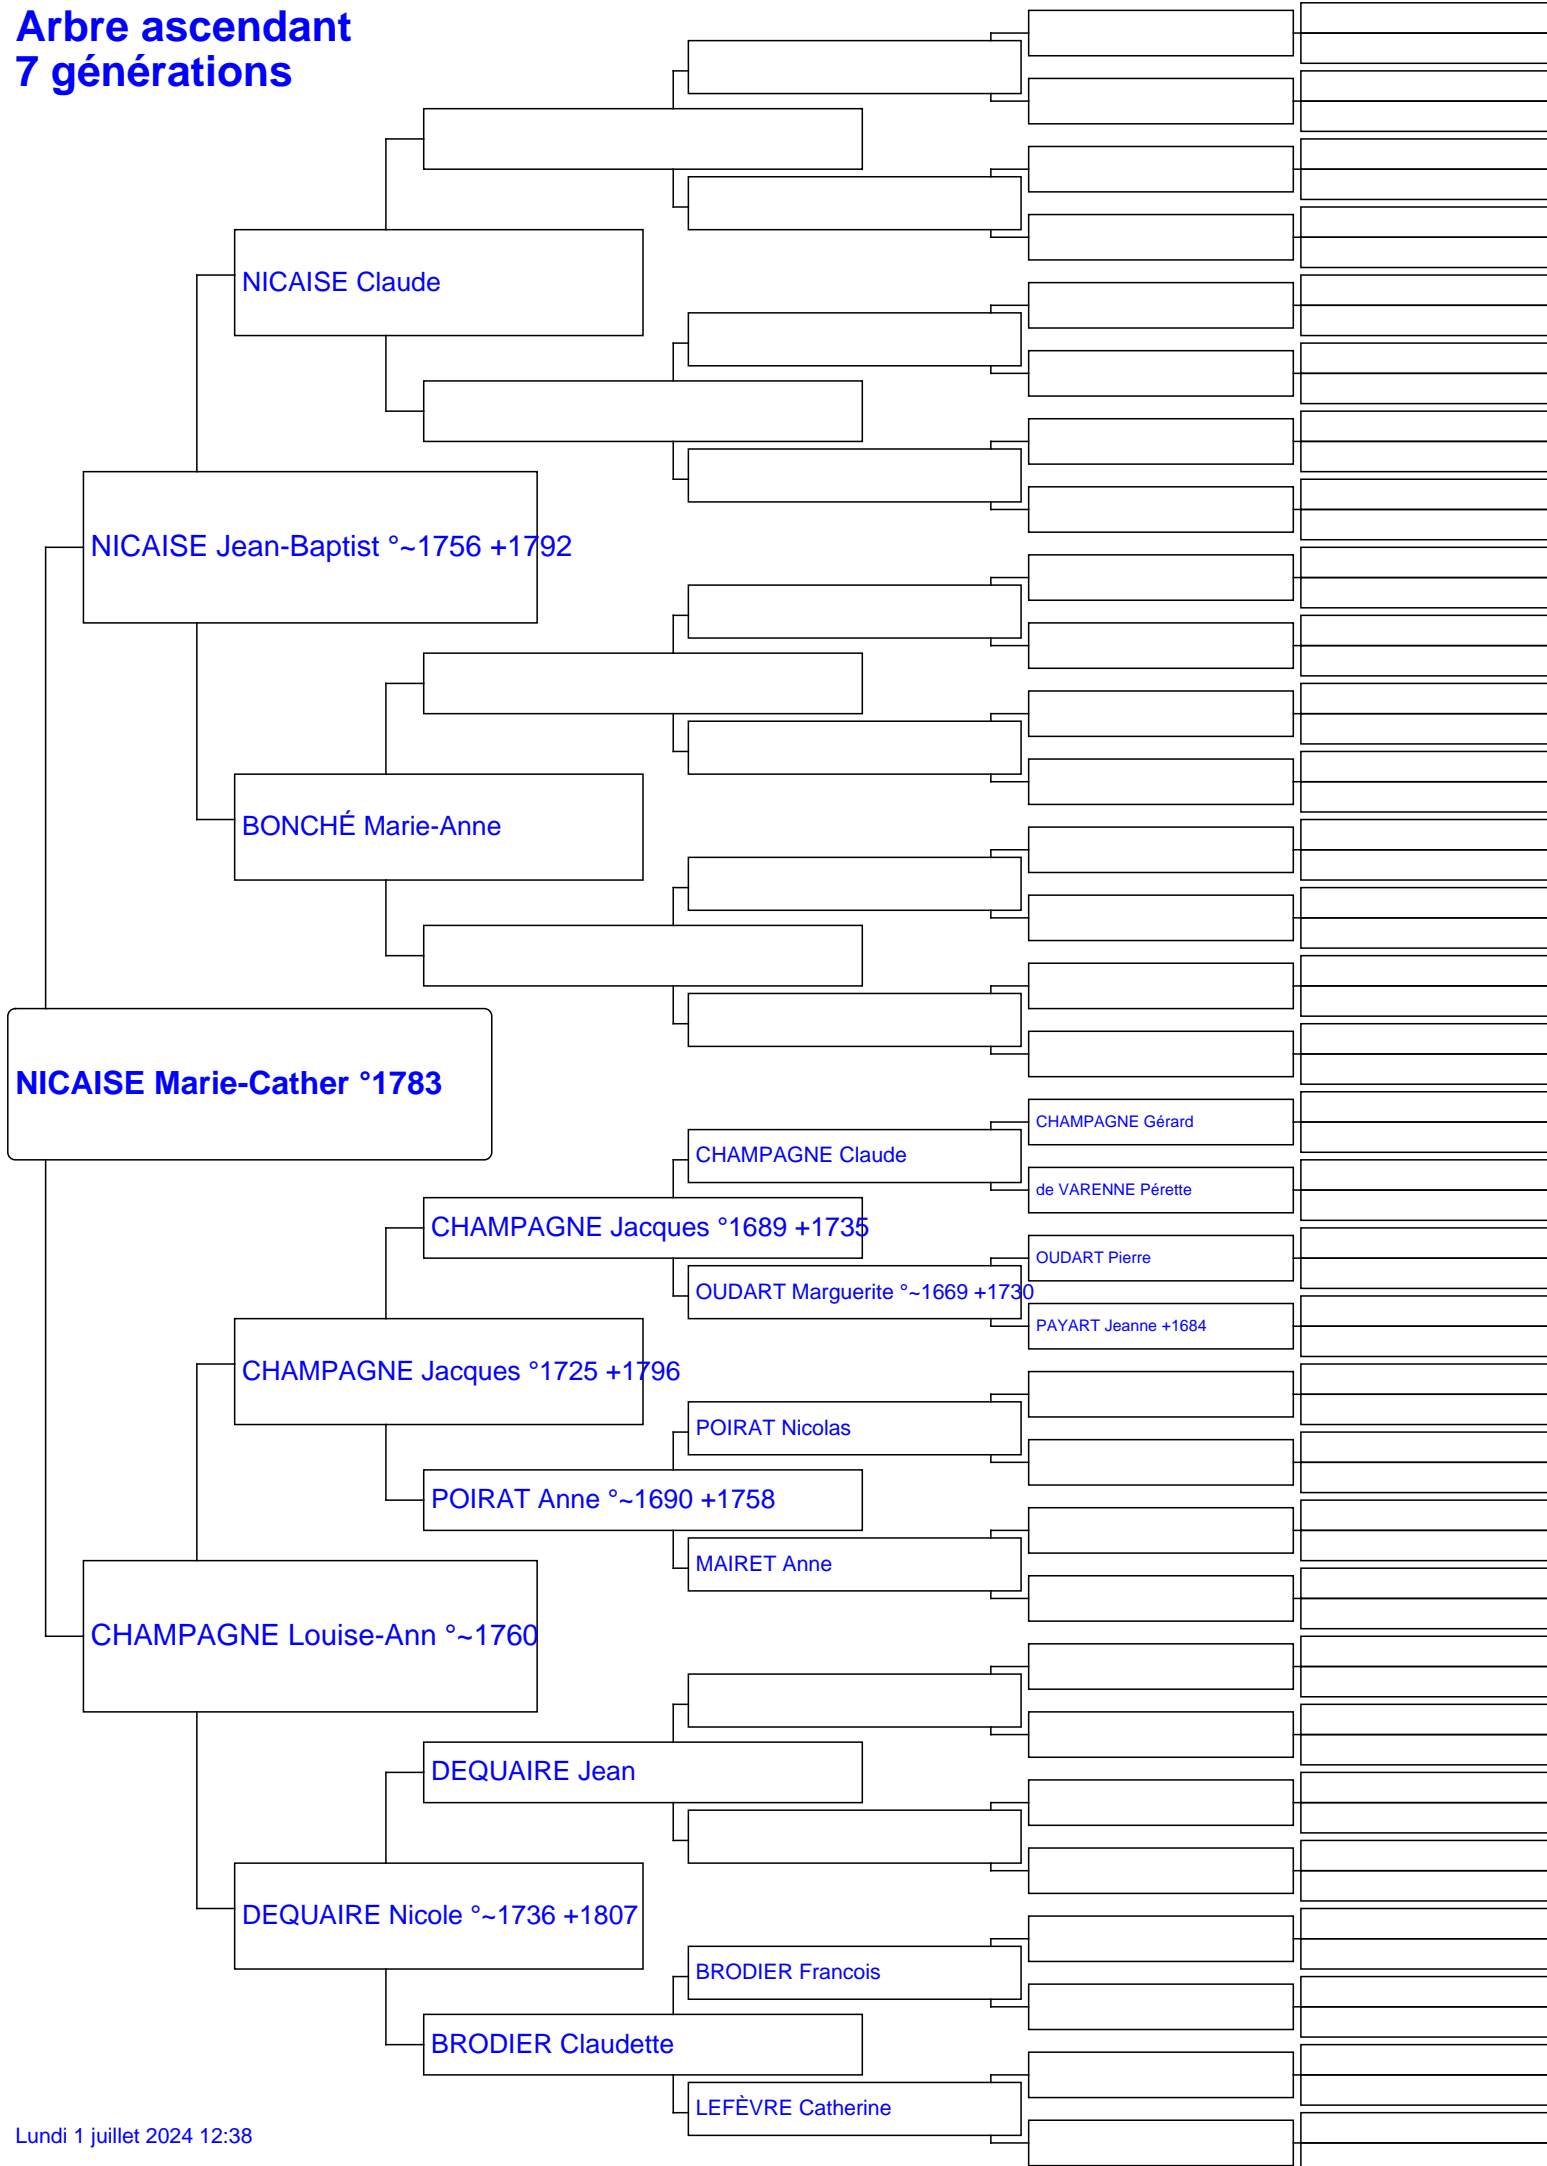 Arbre ascendant
7 générations
NICAISE Claude
NICAISE Jean-Baptist °~1756 +1792
BONCHÉ Marie-Anne
NICAISE Marie-Cather °1783
CHAMPAGNE Gérard
CHAMPAGNE Claude
de VARENNE Pérette
CHAMPAGNE Jacques °1689 +1735
OUDART Pierre
OUDART Marguerite °~1669 +1730
PAYART Jeanne +1684
CHAMPAGNE Jacques °1725 +1796
POIRAT Nicolas
POIRAT Anne °~1690 +1758
MAIRET Anne
CHAMPAGNE Louise-Ann °~1760
DEQUAIRE Jean
DEQUAIRE Nicole °~1736 +1807
BRODIER Francois
BRODIER Claudette
LEFÈVRE Catherine
Lundi 1 juillet 2024 12:38